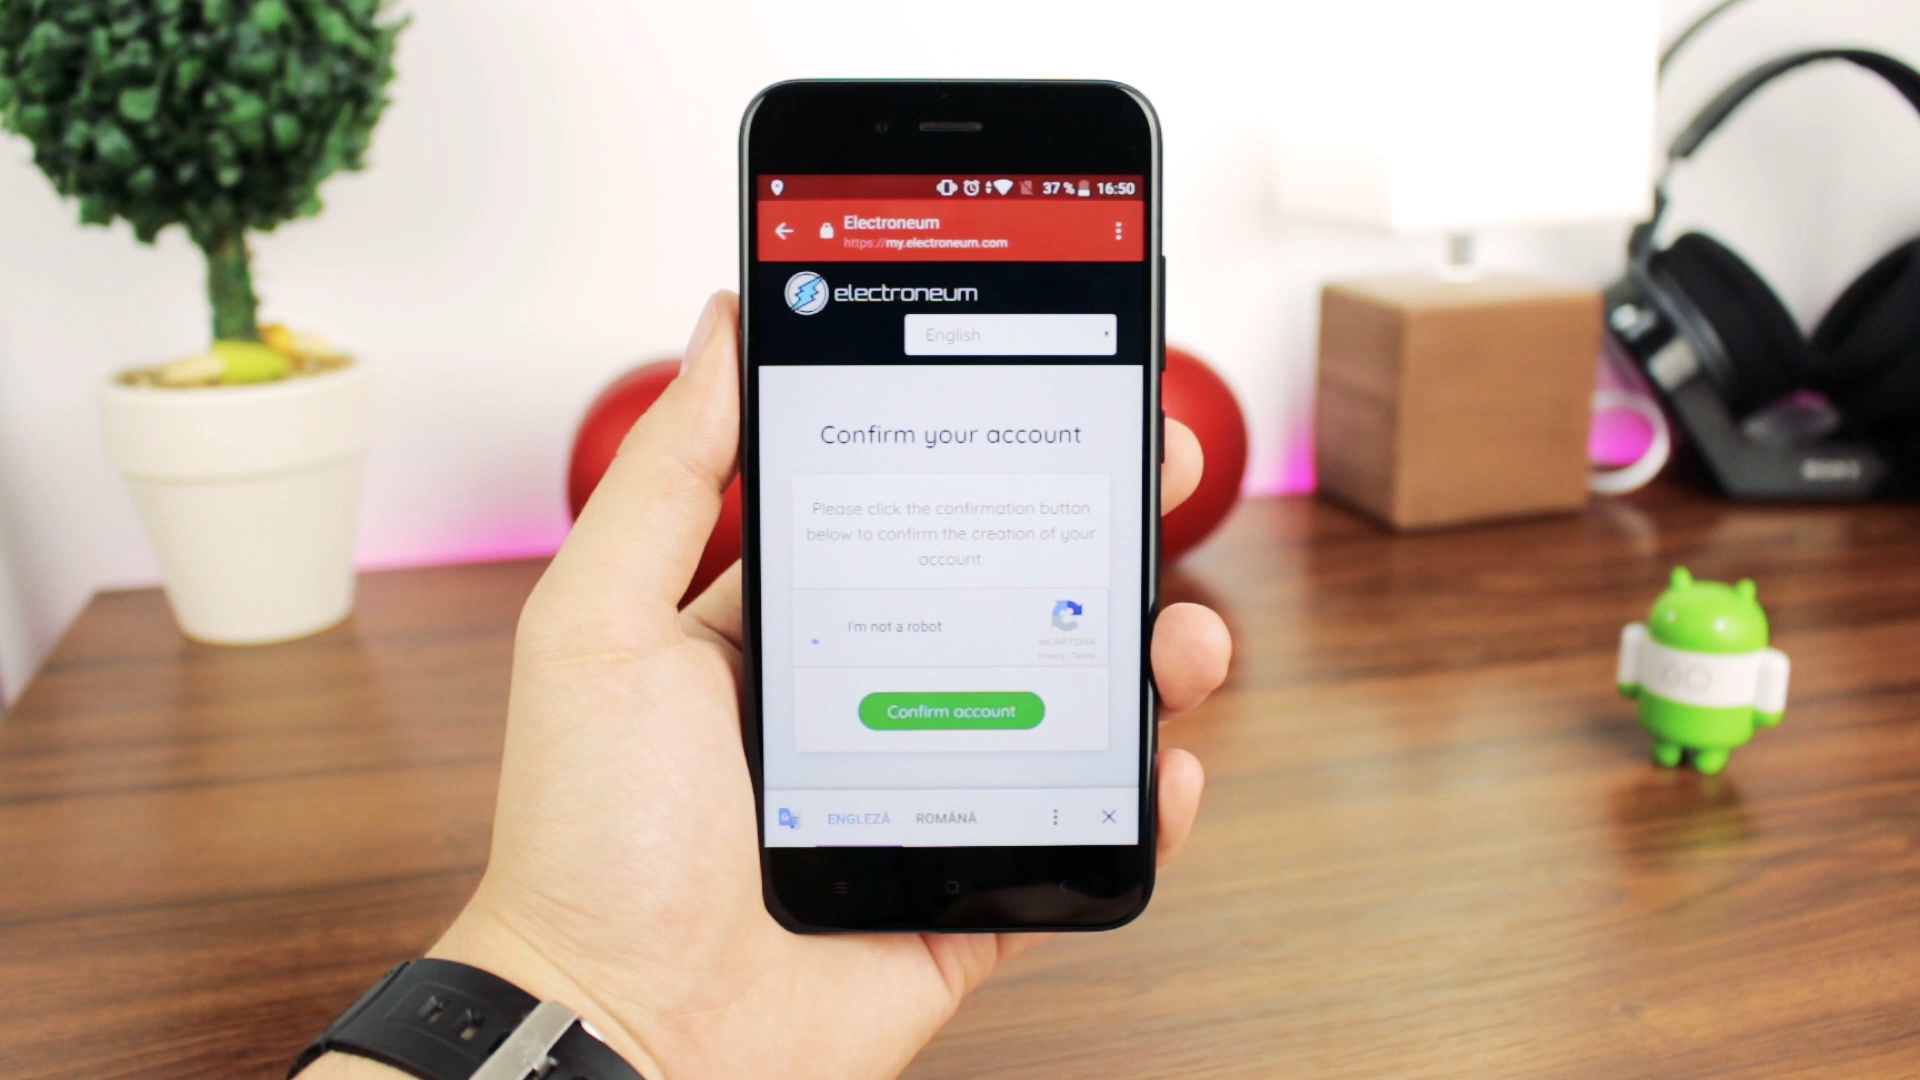 37 % 16:50
Electroneum
https://my.electroneum.com
electroneum
English
Confirm your account
Please click the confirmation button
below to confirm the creation of your
account
I'm not a robot
reCAPTCHA
Privacy - Terms
Confirm account
ENGLEZĂ ROMÂNĂ
SONY